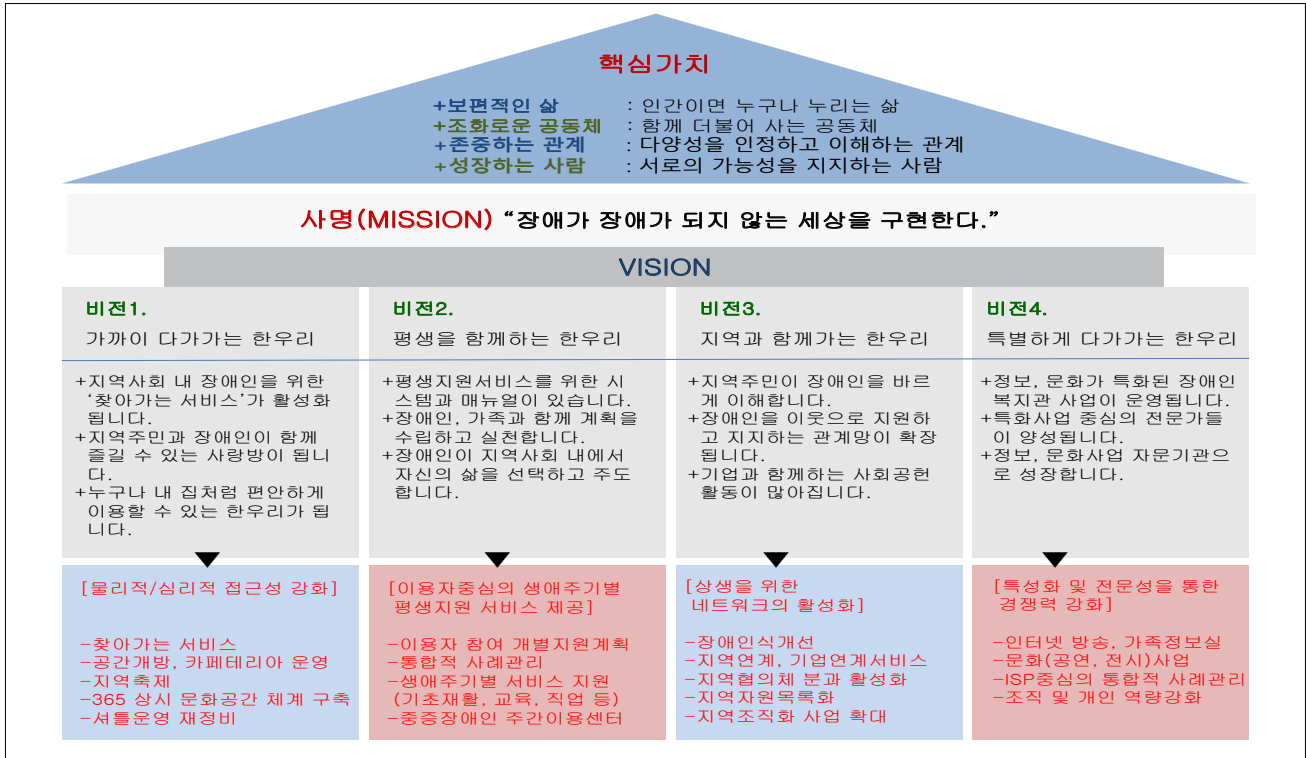 핵심가치
+보편적인 삶 : 인간이면 누구나 누리는 삶
+조화로운 공동체 : 함께 더불어 사는 공동체
+존중하는 관계 : 다양성을 인정하고 이해하는 관계
+성장하는 사람 : 서로의 가능성을 지지하는 사람
사명(MISSION) “장애가 장애가 되지 않는 세상을 구현한다.”
VISION
비전1.
가까이 다가가는 한우리
+지역사회 내 장애인을 위한
‘찾아가는 서비스’가 활성화
됩니다.
+지역주민과 장애인이 함께
즐길 수 있는 사랑방이 됩니
다.
+누구나 내 집처럼 편안하게
이용할 수 있는 한우리가 됩
니다.
[물리적/심리적 접근성 강화]
-찾아가는 서비스
-공간개방, 카페테리아 운영
-지역축제
-365 상시 문화공간 체계 구축
-셔틀운영 재정비
비전2.
평생을 함께하는 한우리
+평생지원서비스를 위한 시
스템과 매뉴얼이 있습니다.
+장애인, 가족과 함께 계획을
수립하고 실천합니다.
+장애인이 지역사회 내에서
자신의 삶을 선택하고 주도
합니다.
[이용자중심의 생애주기별
평생지원 서비스 제공]
-이용자 참여 개별지원계획
-통합적 사례관리
-생애주기별 서비스 지원
(기초재활, 교육, 직업 등)
-중증장애인 주간이용센터
비전3.
지역과 함께가는 한우리
+지역주민이 장애인을 바르
게 이해합니다.
+장애인을 이웃으로 지원하
고 지지하는 관계망이 확장
됩니다.
+기업과 함께하는 사회공헌
활동이 많아집니다.
[상생을 위한
네트워크의 활성화]
-장애인식개선
-지역연계, 기업연계서비스
-지역협의체 분과 활성화
-지역자원목록화
-지역조직화 사업 확대
비전4.
특별하게 다가가는 한우리
+정보, 문화가 특화된 장애인
복지관 사업이 운영됩니다.
+특화사업 중심의 전문가들
이 양성됩니다.
+정보, 문화사업 자문기관으
로 성장합니다.
[특성화 및 전문성을 통한
경쟁력 강화]
-인터넷 방송, 가족정보실
-문화(공연, 전시)사업
-ISP중심의 통합적 사례관리
-조직 및 개인 역량강화